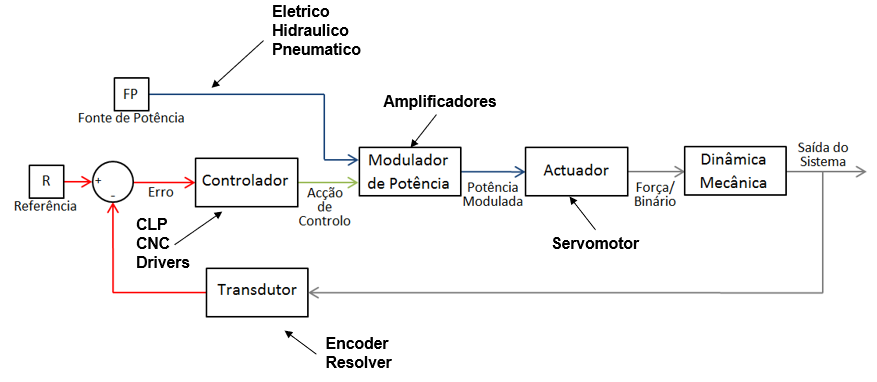 Eletrico
Hidraulico
Pneumatico
FP
Fonte de Potência
Amplificadores
R
Referência
+
-
Erro
Controlador
Acção
de
Controlo
Modulador
de Potência
Potência
Modulada
Actuador
Força/
Binário
Dinâmica
Mecânica
Saída do
Sistema
CLP
CNC
Drivers
Servomotor
Transdutor
Encoder
Resolver